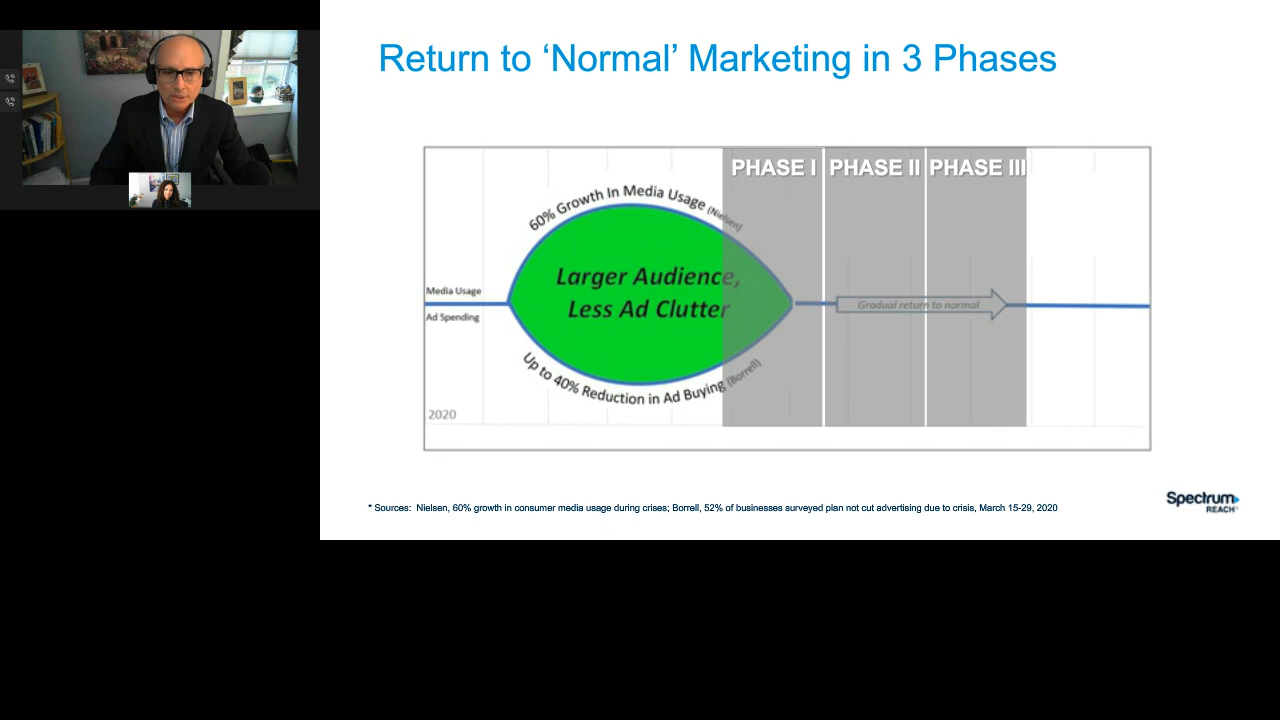 Return to ‘Normal’ Marketing in 3 Phases
PHASE I
PHASE II
PHASE III
60% Growth In Media Usage (Nielsen)
Larger Audience,
Less Ad Clutter
Media Usage
Ad Spending
Gradual return to normal
Up to 40% Reduction in Ad Buying (Borrell)
2020
* Sources: Nielsen, 60% growth in consumer media usage during crises; Borrell, 52% of businesses surveyed plan not cut advertising due to crisis, March 15-29, 2020
Spectrum
REACH